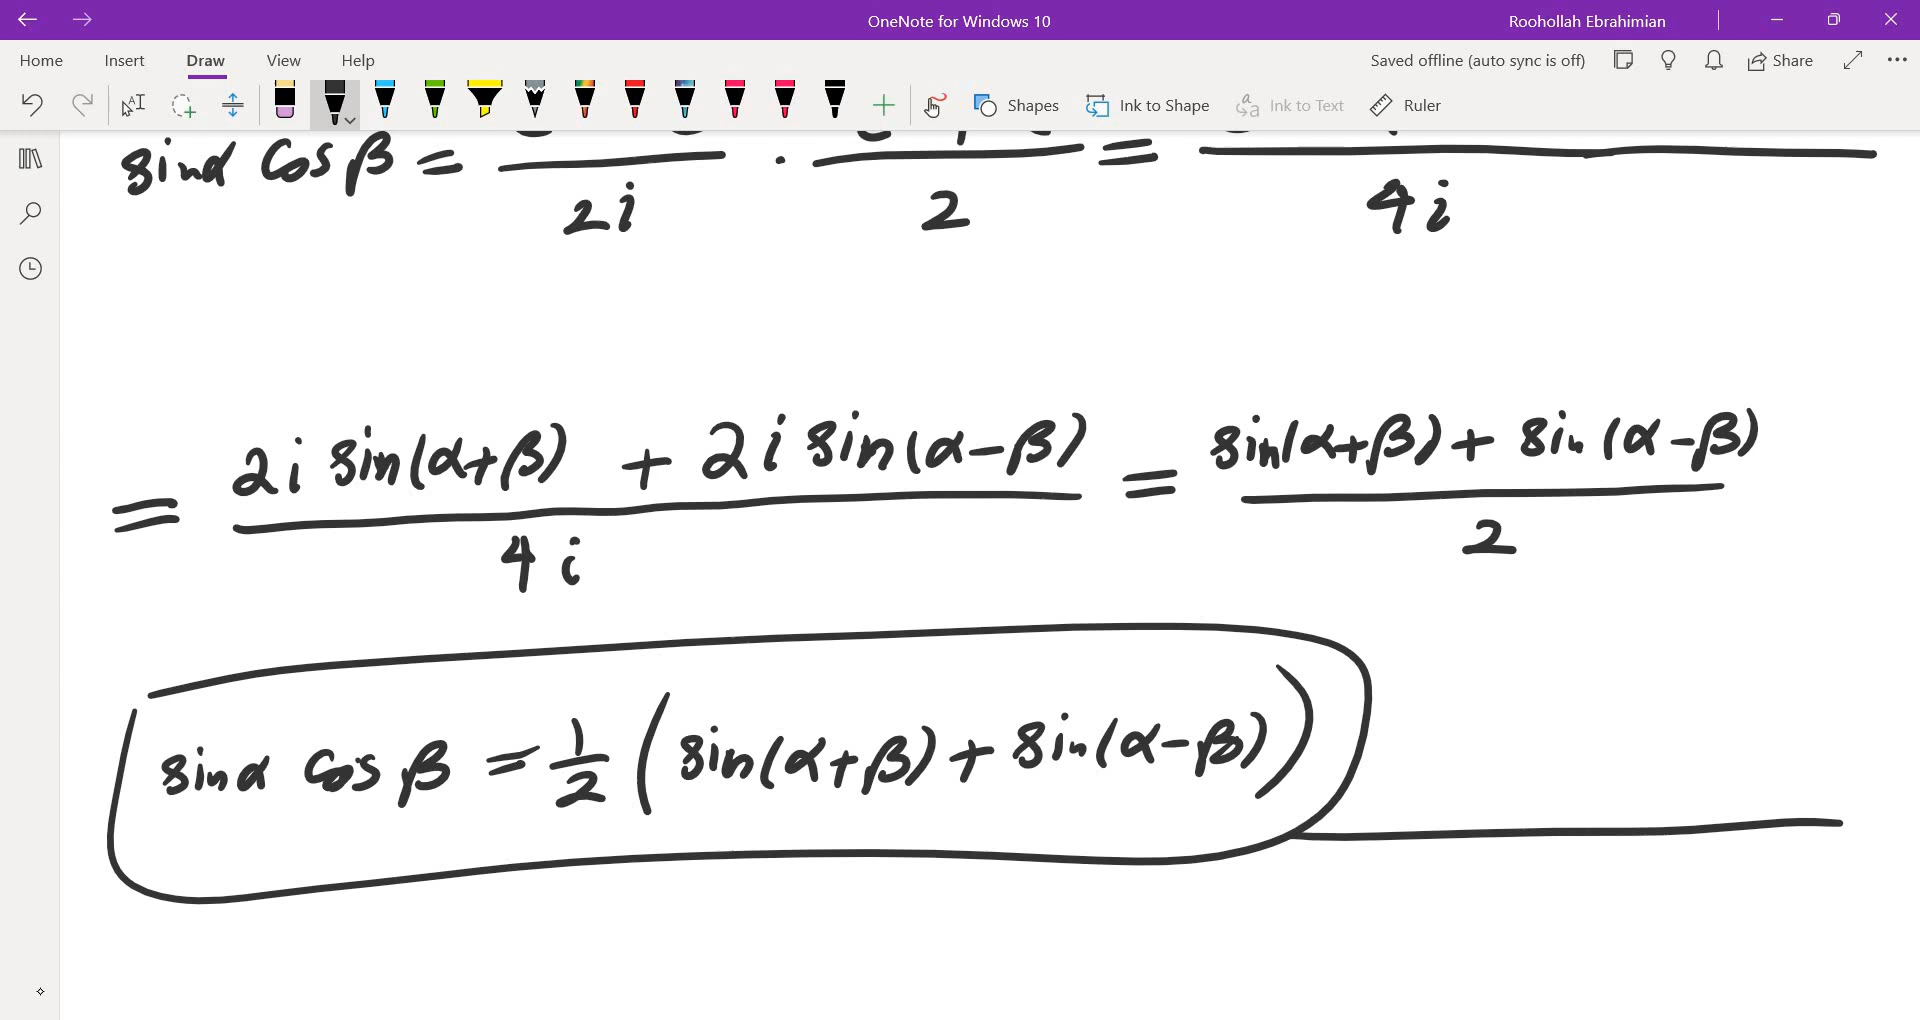 OneNote for Windows 10
Roohollah Ebrahimian
Home Insert Draw View Help
Saved offline (auto sync is off) Share
Shapes Ink to Shape Ink to Text Ruler
sinα cosβ = —/2i · —/2 = —/4i
= (2i sin(α+β) + 2i sin(α-β))/4i = (sin(α+β) + sin(α-β))/2
sinα cosβ = 1/2 (sin(α+β) + sin(α-β))